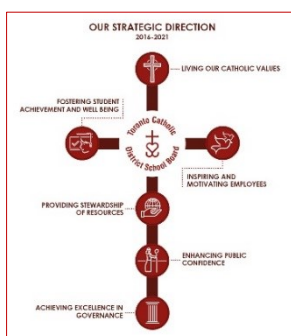 OUR STRATEGIC DIRECTION
2016-2021
LIVING OUR CATHOLIC VALUES
FOSTERING STUDENT
ACHIEVEMENT AND WELL BEING
Toronto Catholic
District School Board
INSPIRING AND
MOTIVATING EMPLOYEES
PROVIDING STEWARDSHIP
OF RESOURCES
ENHANCING PUBLIC
CONFIDENCE
ACHIEVING EXCELLENCE IN
GOVERNANCE